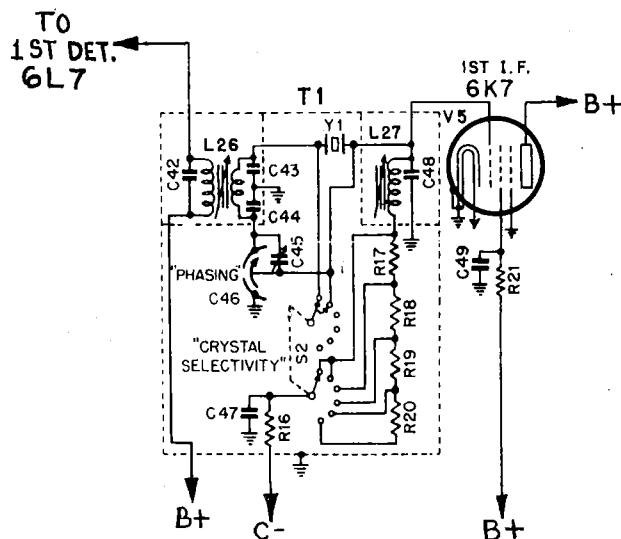 TO
1ST DET.
6L7
1ST I.F.
6K7
B+
T1
V5
Y1
L26
L27
C42
C43
C48
C44
C45
"PHASING"
C46
R17
C49
R21
R18
S2
"CRYSTAL
SELECTIVITY"
R19
C47
R16
R20
B+
C-
B+